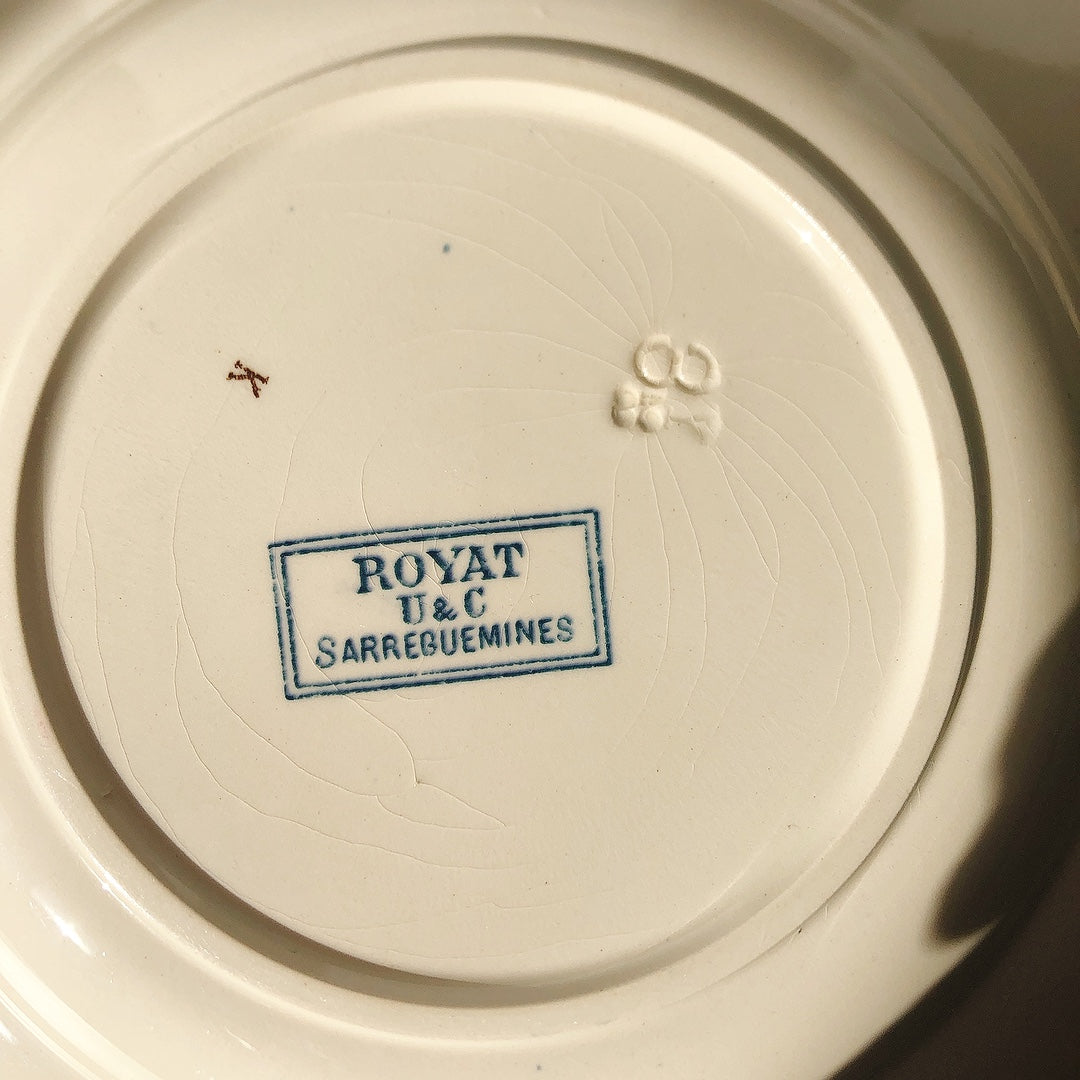 K
ROYAT
U & C
SARREGUEMINES